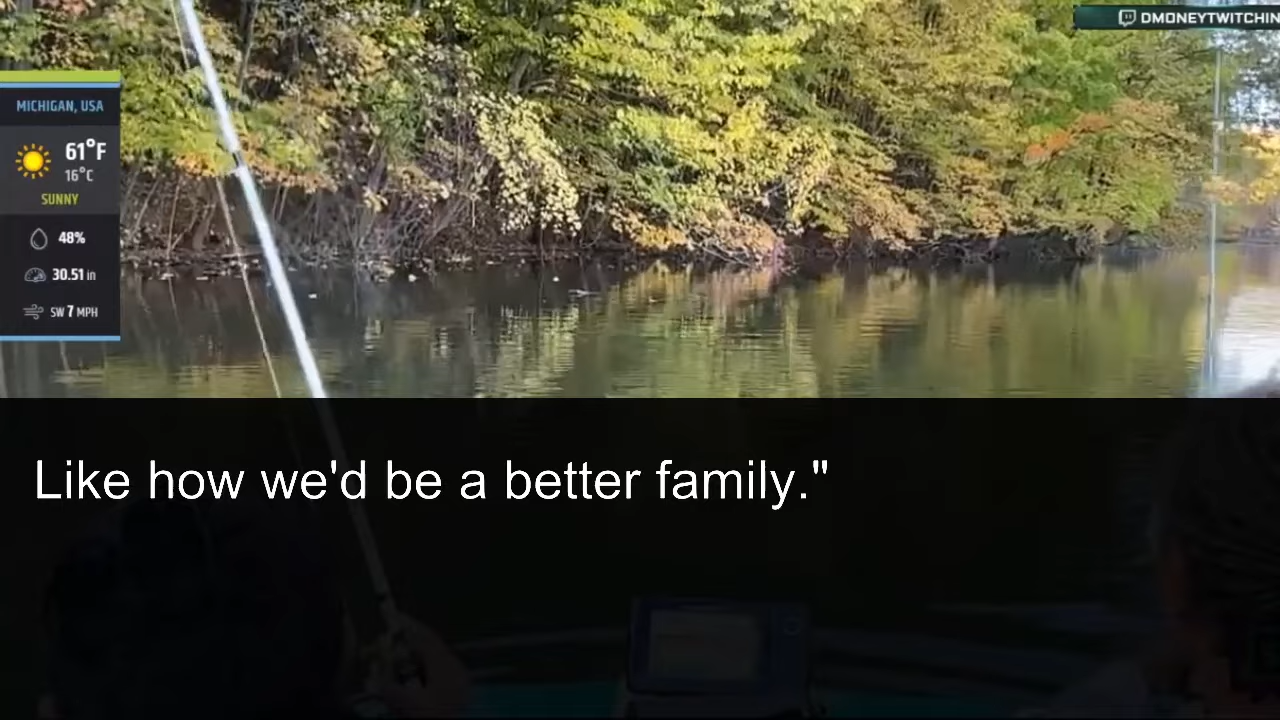 DMONEYTWITCHIN
MICHIGAN, USA
61°F
16°C
SUNNY
48%
30.51 in
SW 7 MPH
Like how we'd be a better family."